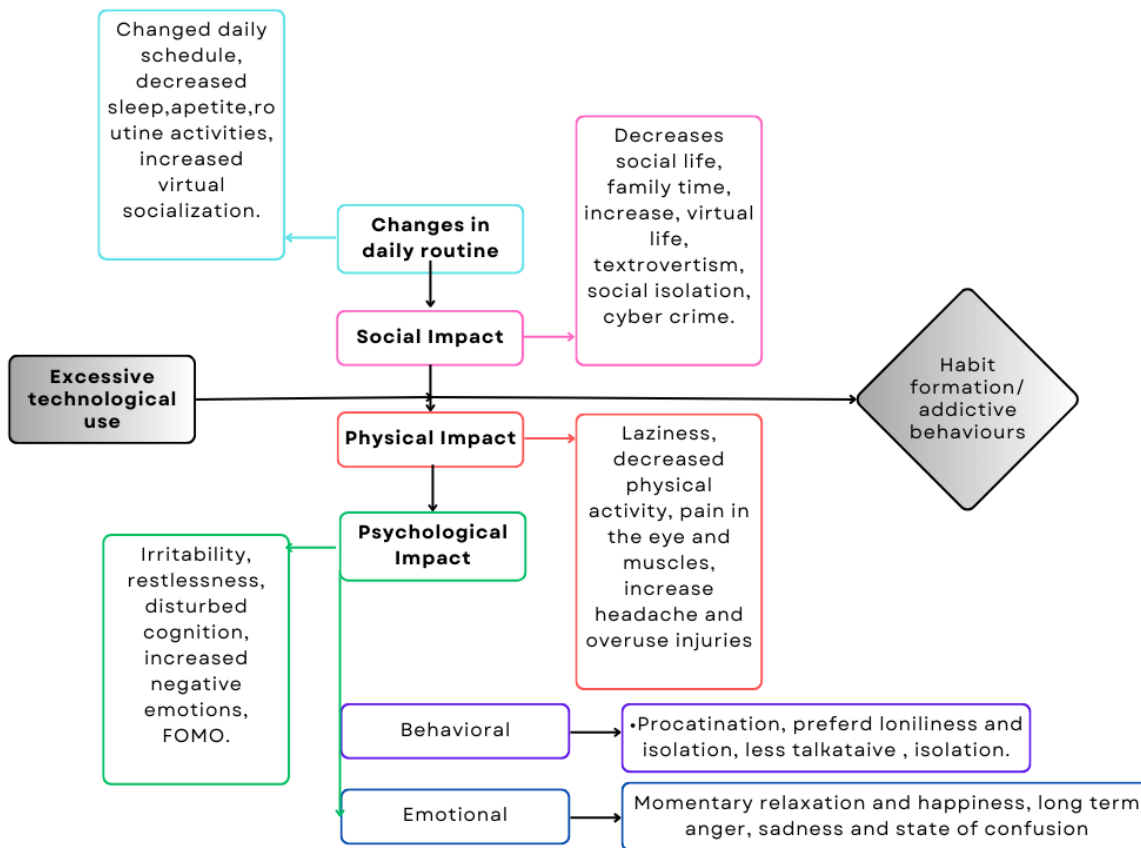 Changed daily
schedule,
decreased
sleep,apetite,ro
utine activities,
increased
virtual
socialization.
Changes in
daily routine
Decreases
social life,
family time,
increase, virtual
life,
textrovertism,
social isolation,
cyber crime.
Social Impact
Excessive
technological
use
Habit
formation/
addictive
behaviours
Physical Impact
Laziness,
decreased
physical
activity, pain in
the eye and
muscles,
increase
headache and
overuse injuries
Psychological
Impact
Irritability,
restlessness,
disturbed
cognition,
increased
negative
emotions,
FOMO.
Behavioral
•Procatination, preferd loniliness and
isolation, less talkataive , isolation.
Emotional
Momentary relaxation and happiness, long term
anger, sadness and state of confusion